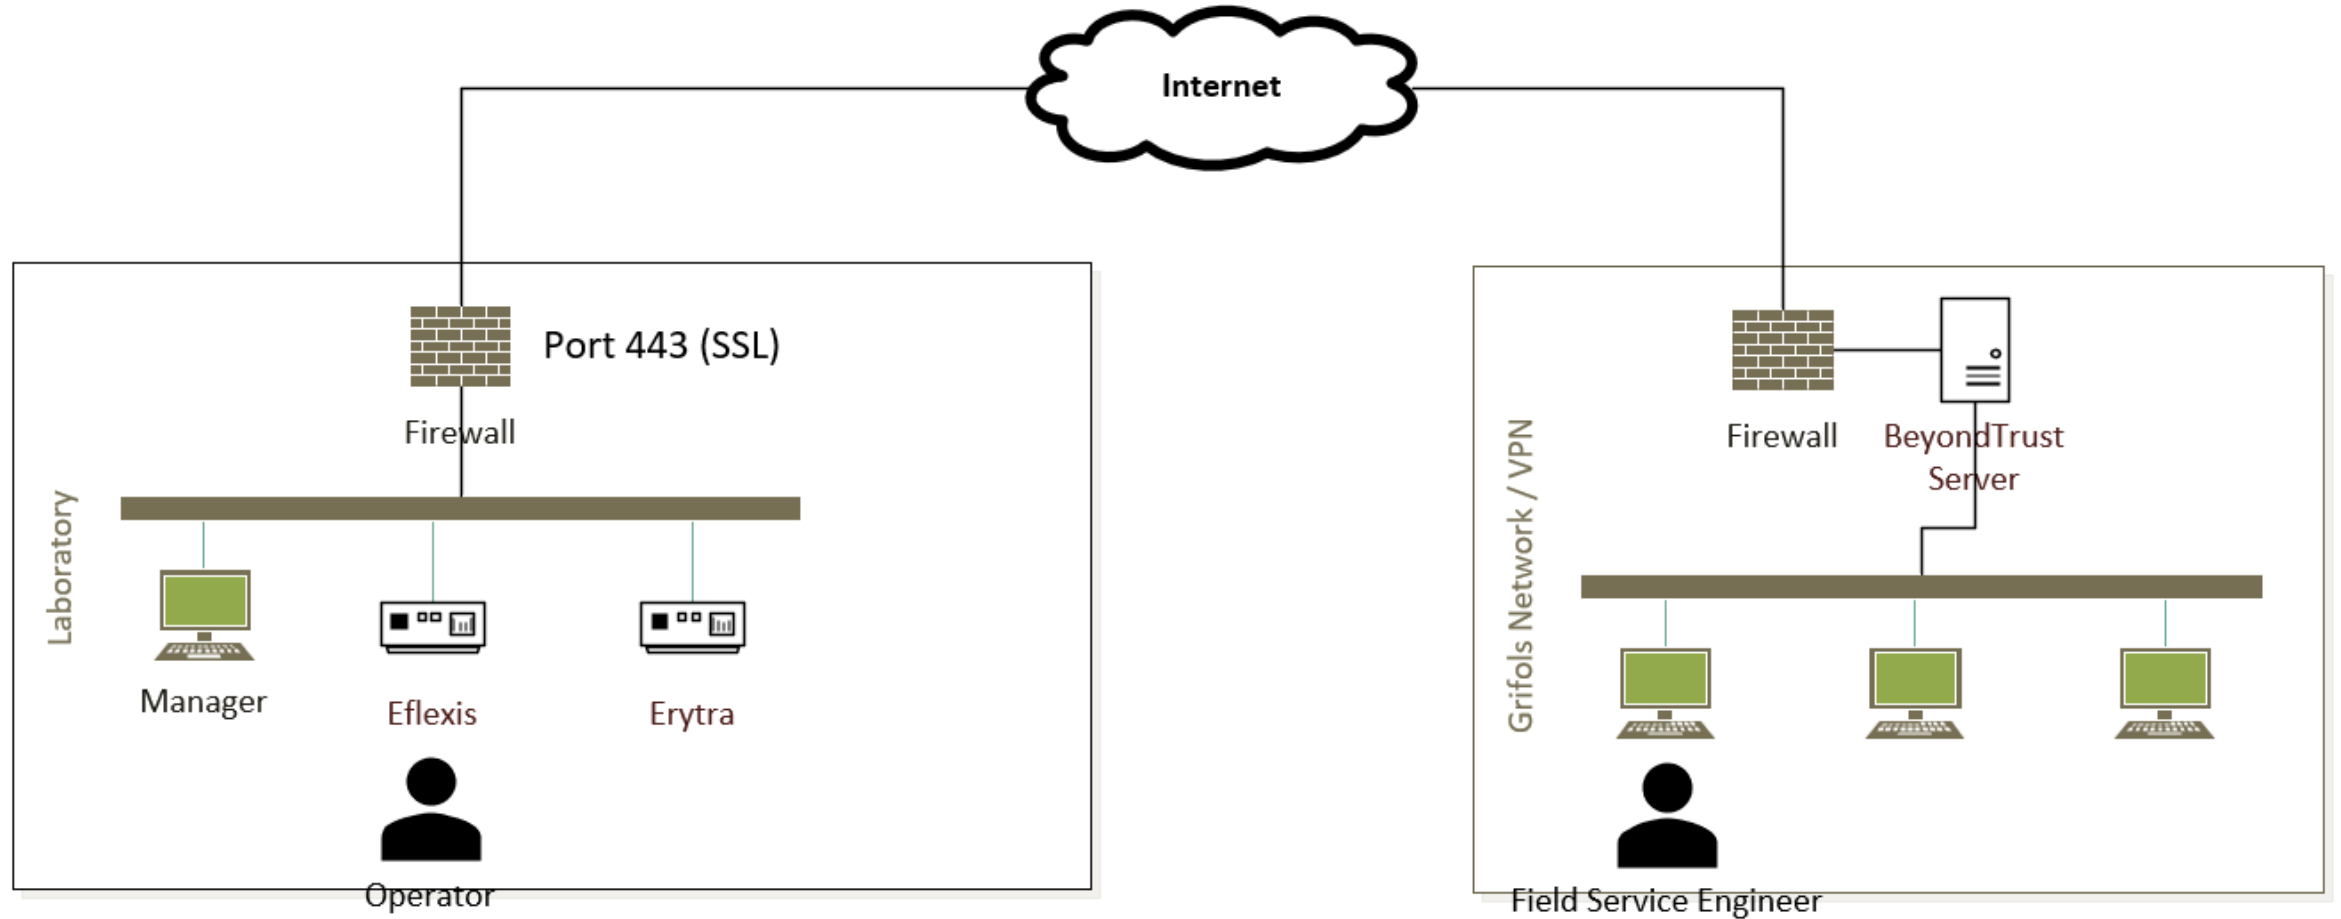 Internet
Port 443 (SSL)
Firewall
Laboratory
Manager
Eflexis
Erytra
Operator
Firewall
BeyondTrust
Server
Grifols Network / VPN
Field Service Engineer